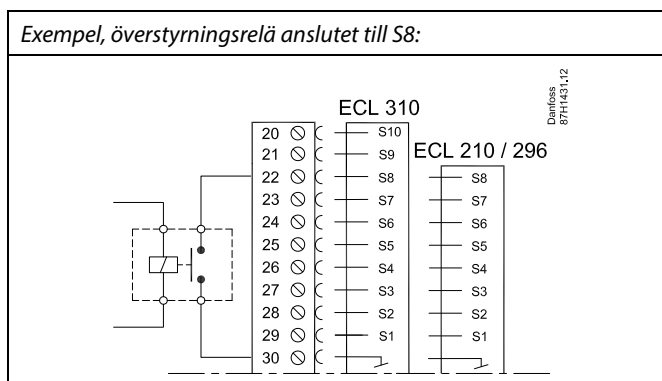 Exempel, överstyrningsrelä anslutet till S8:
Danfoss
87H1431.12
ECL 310
ECL 210 / 296
20 S10
21 S9
22 S8 S8
23 S7 S7
24 S6 S6
25 S5 S5
26 S4 S4
27 S3 S3
28 S2 S2
29 S1 S1
30